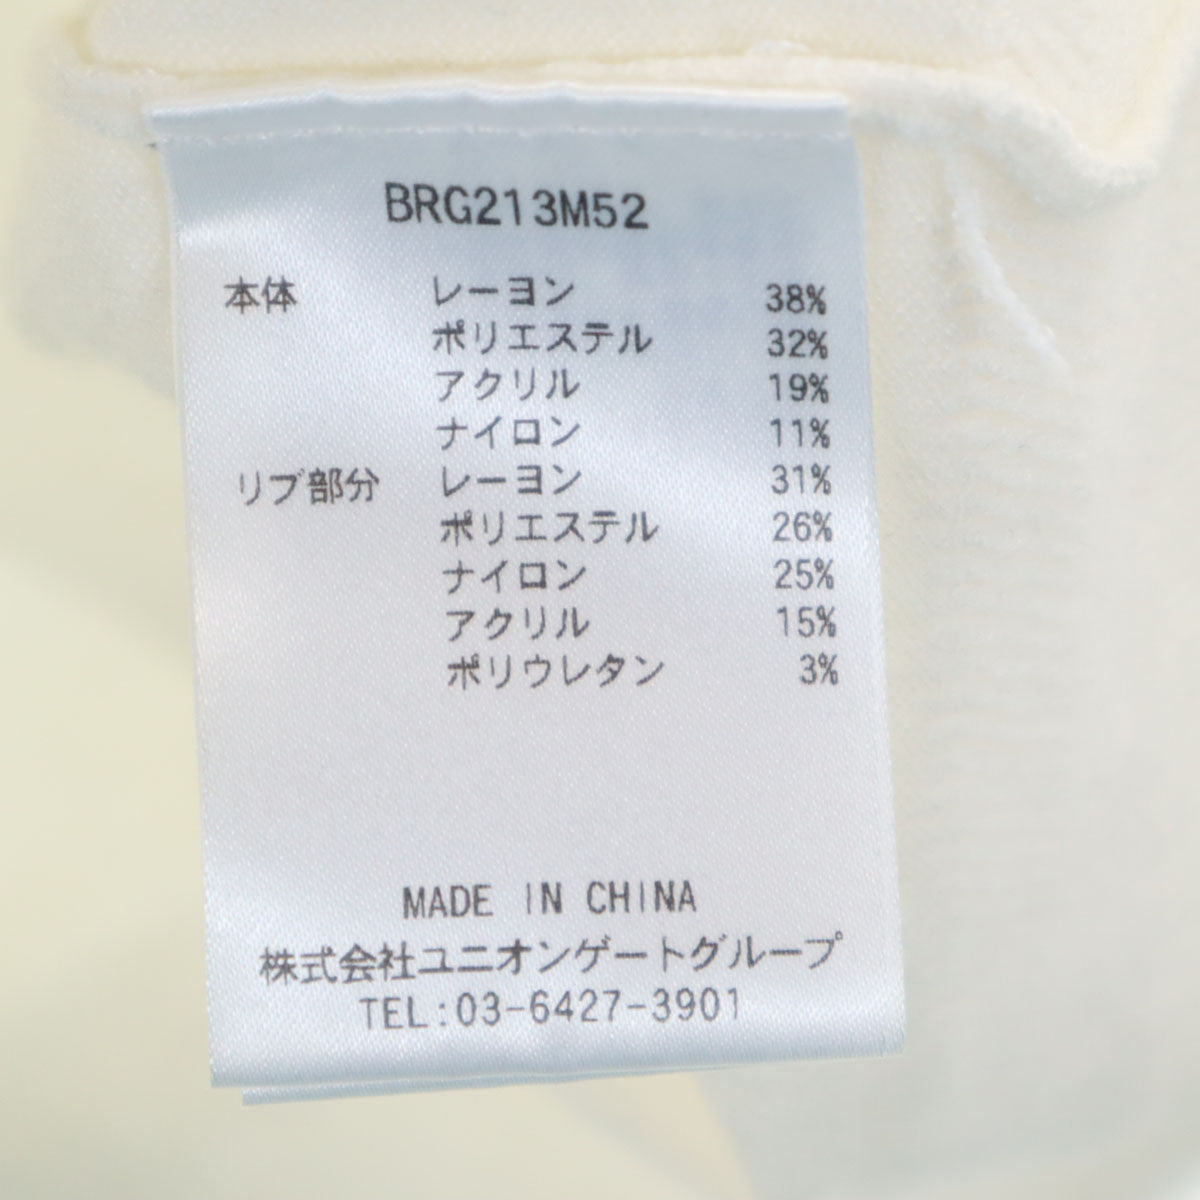 BRG213M52
本体 レーヨン 38%
ポリエステル 32%
アクリル 19%
ナイロン 11%
リブ部分 レーヨン 31%
ポリエステル 26%
ナイロン 25%
アクリル 15%
ポリウレタン 3%
MADE IN CHINA
株式会社ユニオンゲートグループ
TEL:03-6427-3901